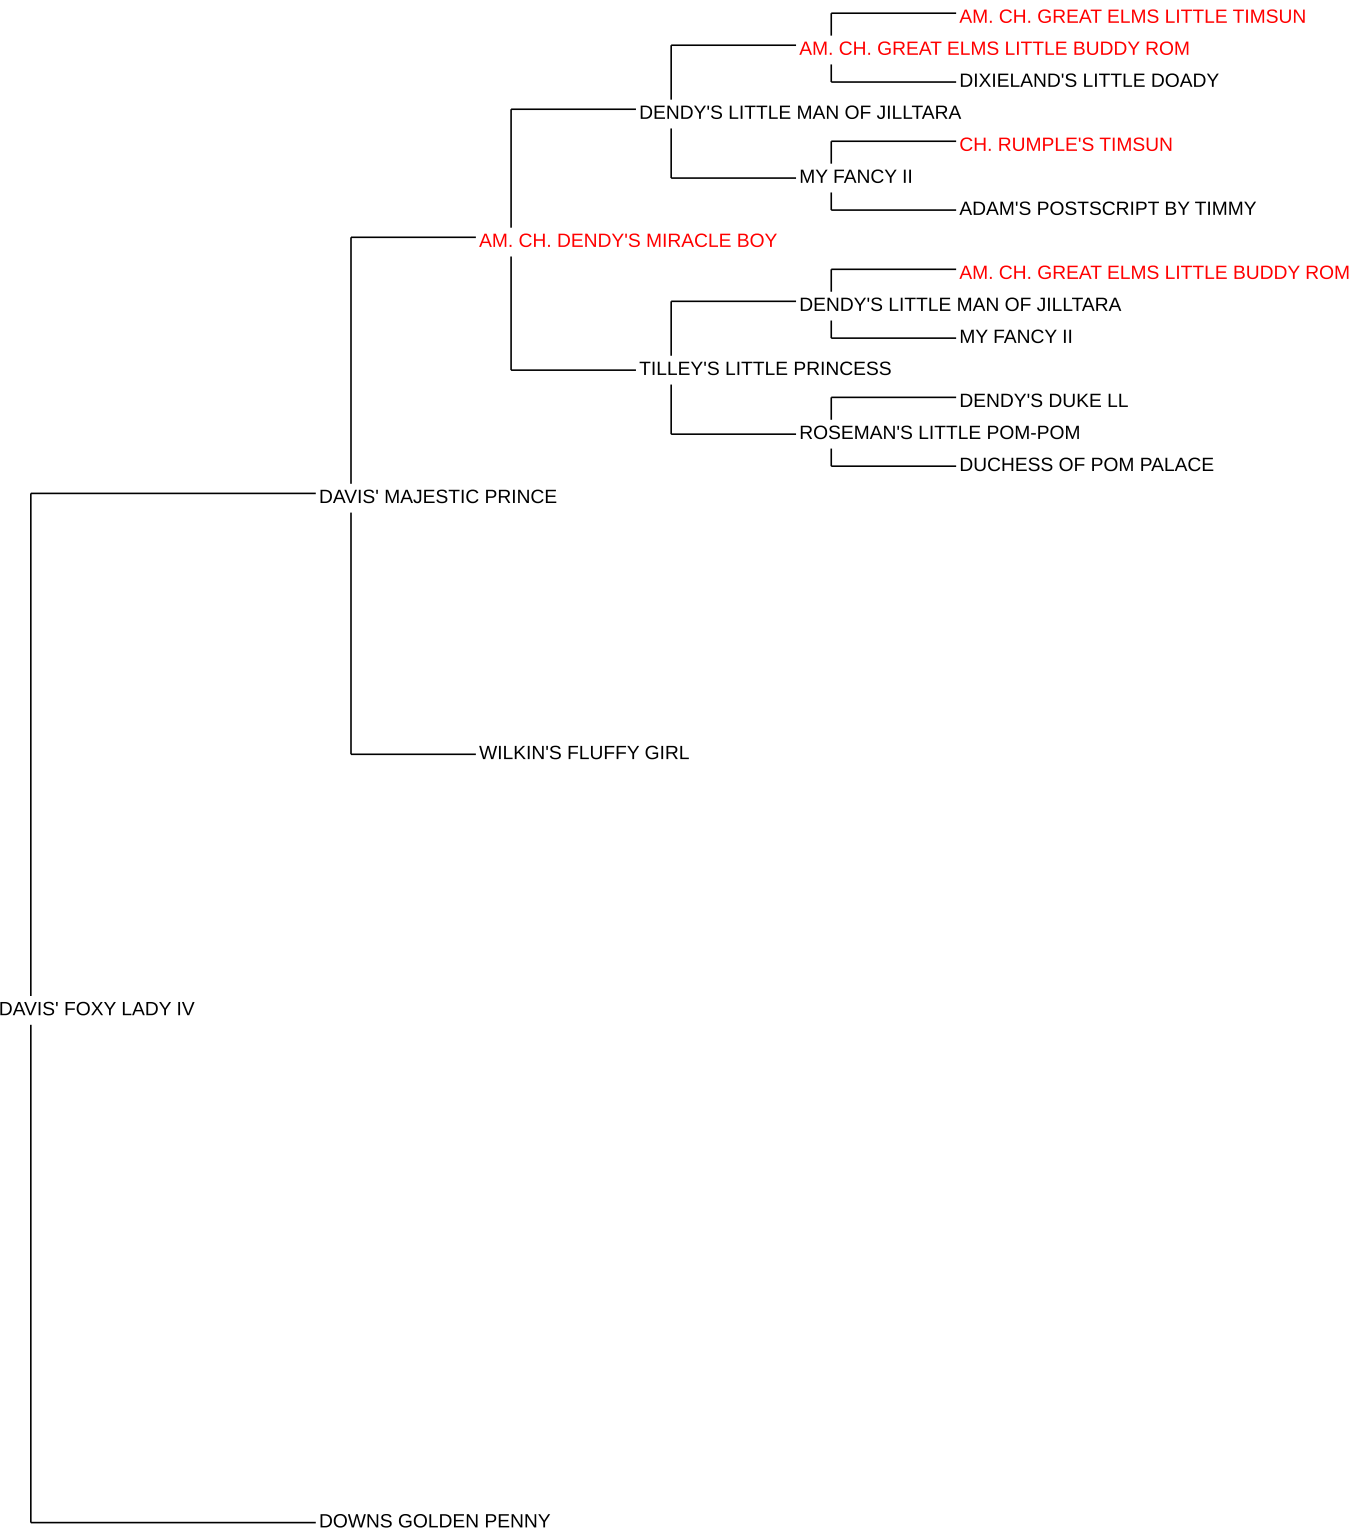 AM. CH. GREAT ELMS LITTLE TIMSUN
AM. CH. GREAT ELMS LITTLE BUDDY ROM
DIXIELAND'S LITTLE DOADY
DENDY'S LITTLE MAN OF JILLTARA
CH. RUMPLE'S TIMSUN
MY FANCY II
ADAM'S POSTSCRIPT BY TIMMY
AM. CH. DENDY'S MIRACLE BOY
AM. CH. GREAT ELMS LITTLE BUDDY ROM
DENDY'S LITTLE MAN OF JILLTARA
MY FANCY II
TILLEY'S LITTLE PRINCESS
DENDY'S DUKE LL
ROSEMAN'S LITTLE POM-POM
DUCHESS OF POM PALACE
DAVIS' MAJESTIC PRINCE
WILKIN'S FLUFFY GIRL
DAVIS' FOXY LADY IV
DOWNS GOLDEN PENNY